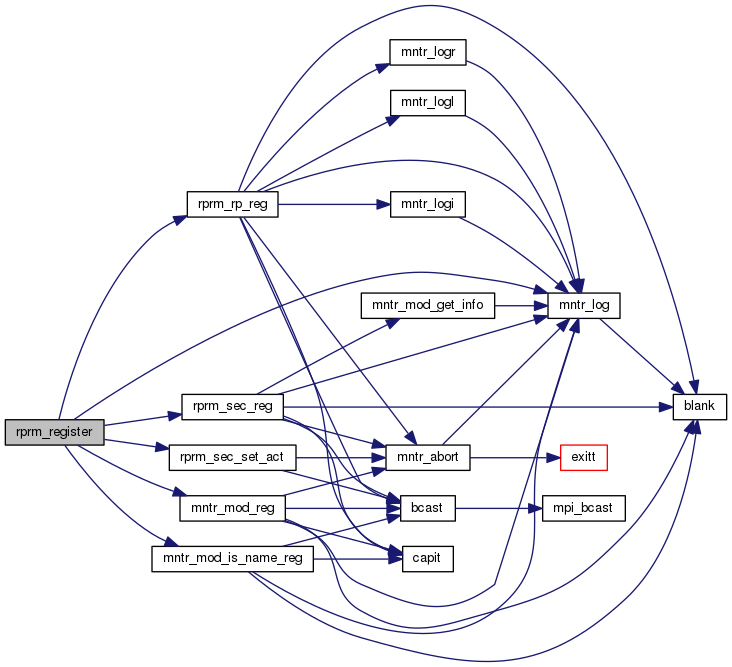 mntr_logr
mntr_logl
rprm_rp_reg
mntr_logi
mntr_mod_get_info
mntr_log
rprm_sec_reg
blank
rprm_register
rprm_sec_set_act
mntr_abort
exitt
mntr_mod_reg
bcast
mpi_bcast
mntr_mod_is_name_reg
capit